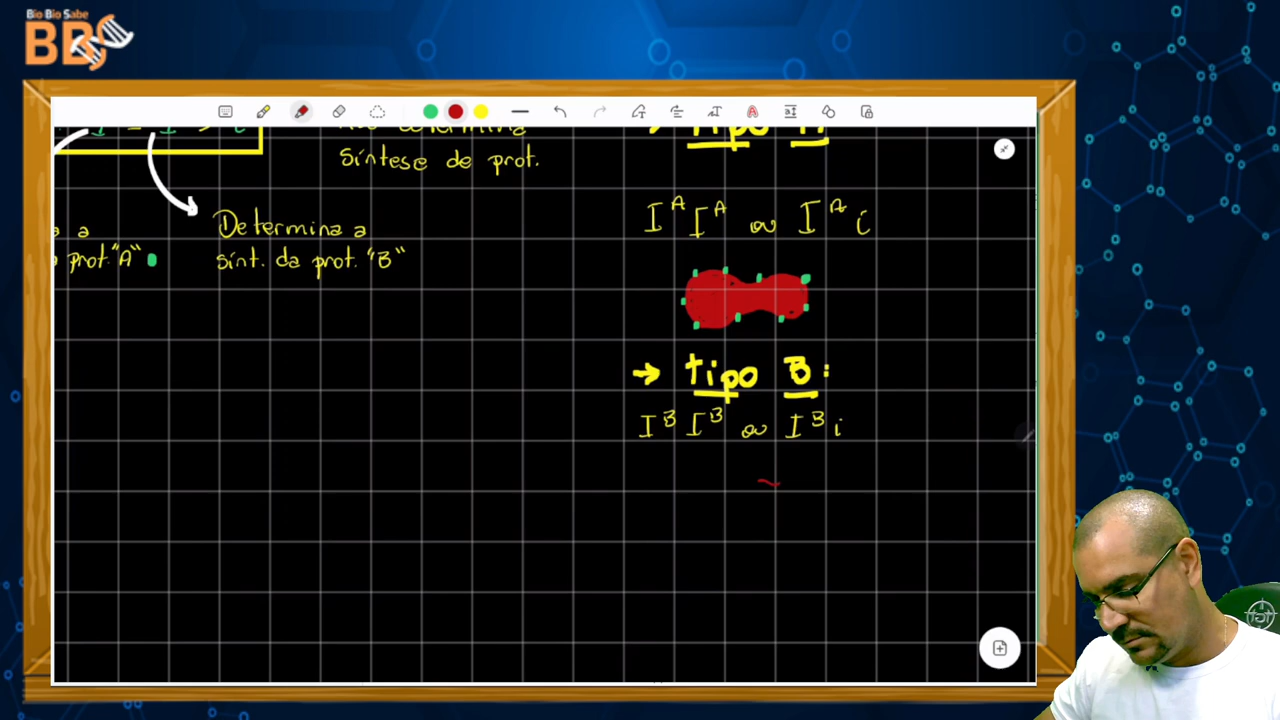 Bio Bio Sabe
BBS
síntese de prot.
a
prot. "A"
Determina a
sínt. da prot. "B"
tipo
I^A I^A ou I^A i
→ tipo B:
I^B I^B ou I^B i